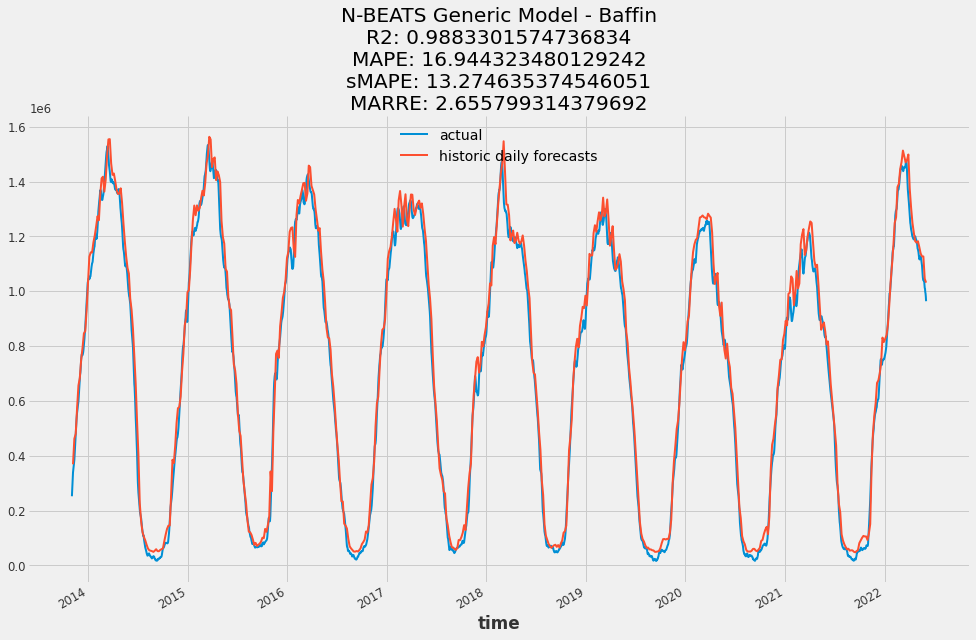 N-BEATS Generic Model - Baffin
R2: 0.9883301574736834
MAPE: 16.944323480129242
sMAPE: 13.274635374546051
MARRE: 2.655799314379692
1e6
actual
historic daily forecasts
1.6
1.4
1.2
1.0
0.8
0.6
0.4
0.2
0.0
2014 2015 2016 2017 2018 2019 2020 2021 2022
time